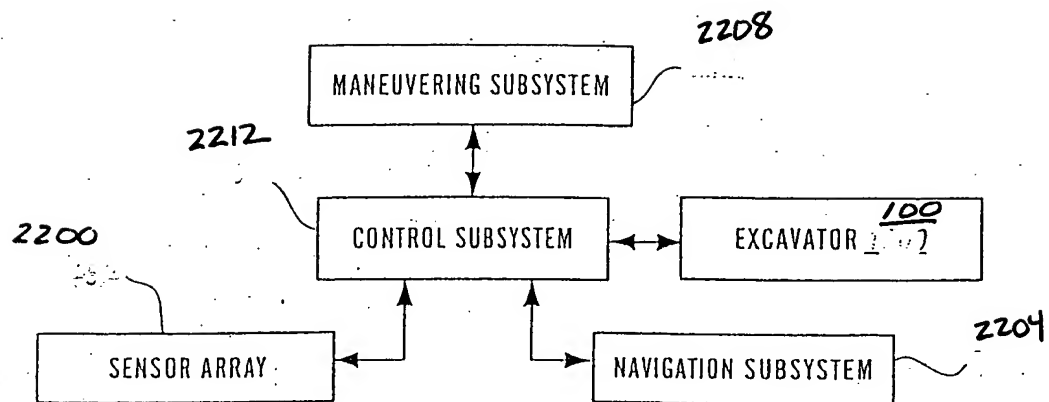 2208
MANEUVERING SUBSYSTEM
2212
CONTROL SUBSYSTEM
100
EXCAVATOR
2200
SENSOR ARRAY
2204
NAVIGATION SUBSYSTEM